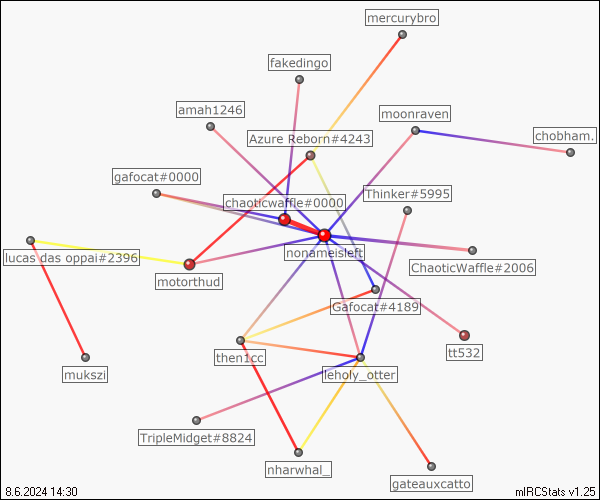 mercurybro
fakedingo
amah1246
moonraven
Azure Reborn#4243
chobham.
gafocat#0000
Thinker#5995
chaoticwaffle#0000
lucas das oppai#2396
nonameisleft
ChaoticWaffle#2006
motorthud
Gafocat#4189
then1cc
tt532
mukszi
leholy_otter
TripleMidget#8824
nharwhal_
gateauxcatto
8.6.2024 14:30
mIRCStats v1.25